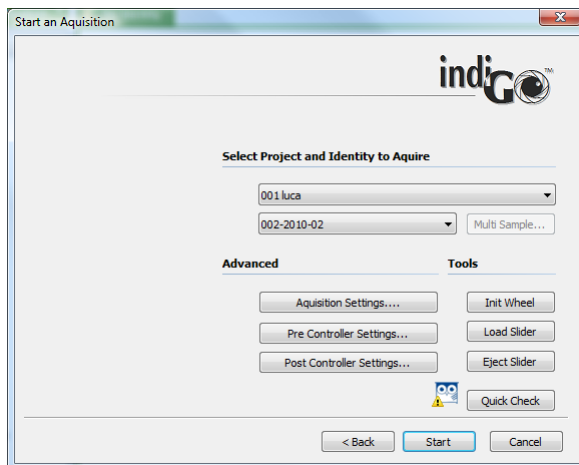 Start an Aquisition
indiGo™
Select Project and Identity to Aquire
001 luca
002-2010-02
Multi Sample...
Advanced
Tools
Aquisition Settings....
Init Wheel
Pre Controller Settings...
Load Slider
Post Controller Settings...
Eject Slider
Quick Check
< Back
Start
Cancel